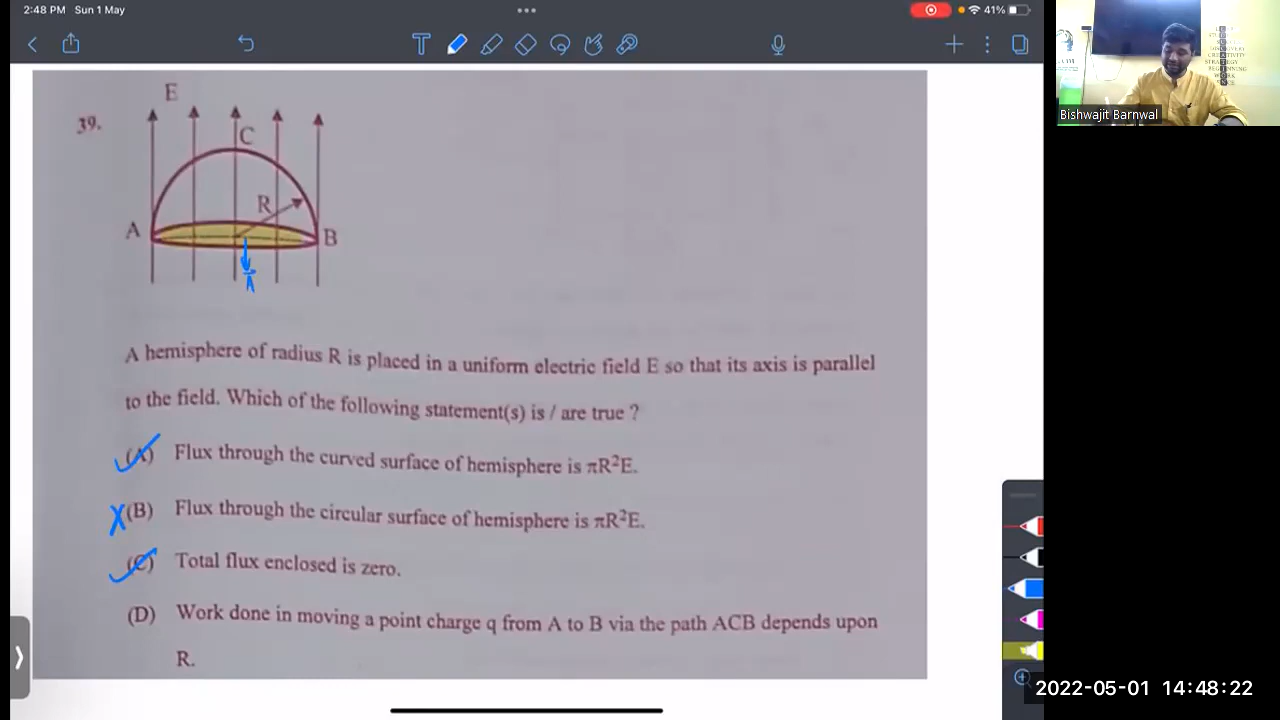 2:48 PM Sun 1 May
41%
Bishwajit Barnwal
E
39.
C
R
A
B
A hemisphere of radius R is placed in a uniform electric field E so that its axis is parallel
to the field. Which of the following statement(s) is / are true ?
(A) Flux through the curved surface of hemisphere is πR²E.
X (B) Flux through the circular surface of hemisphere is πR²E.
(C) Total flux enclosed is zero.
(D) Work done in moving a point charge q from A to B via the path ACB depends upon
R.
2022-05-01 14:48:22